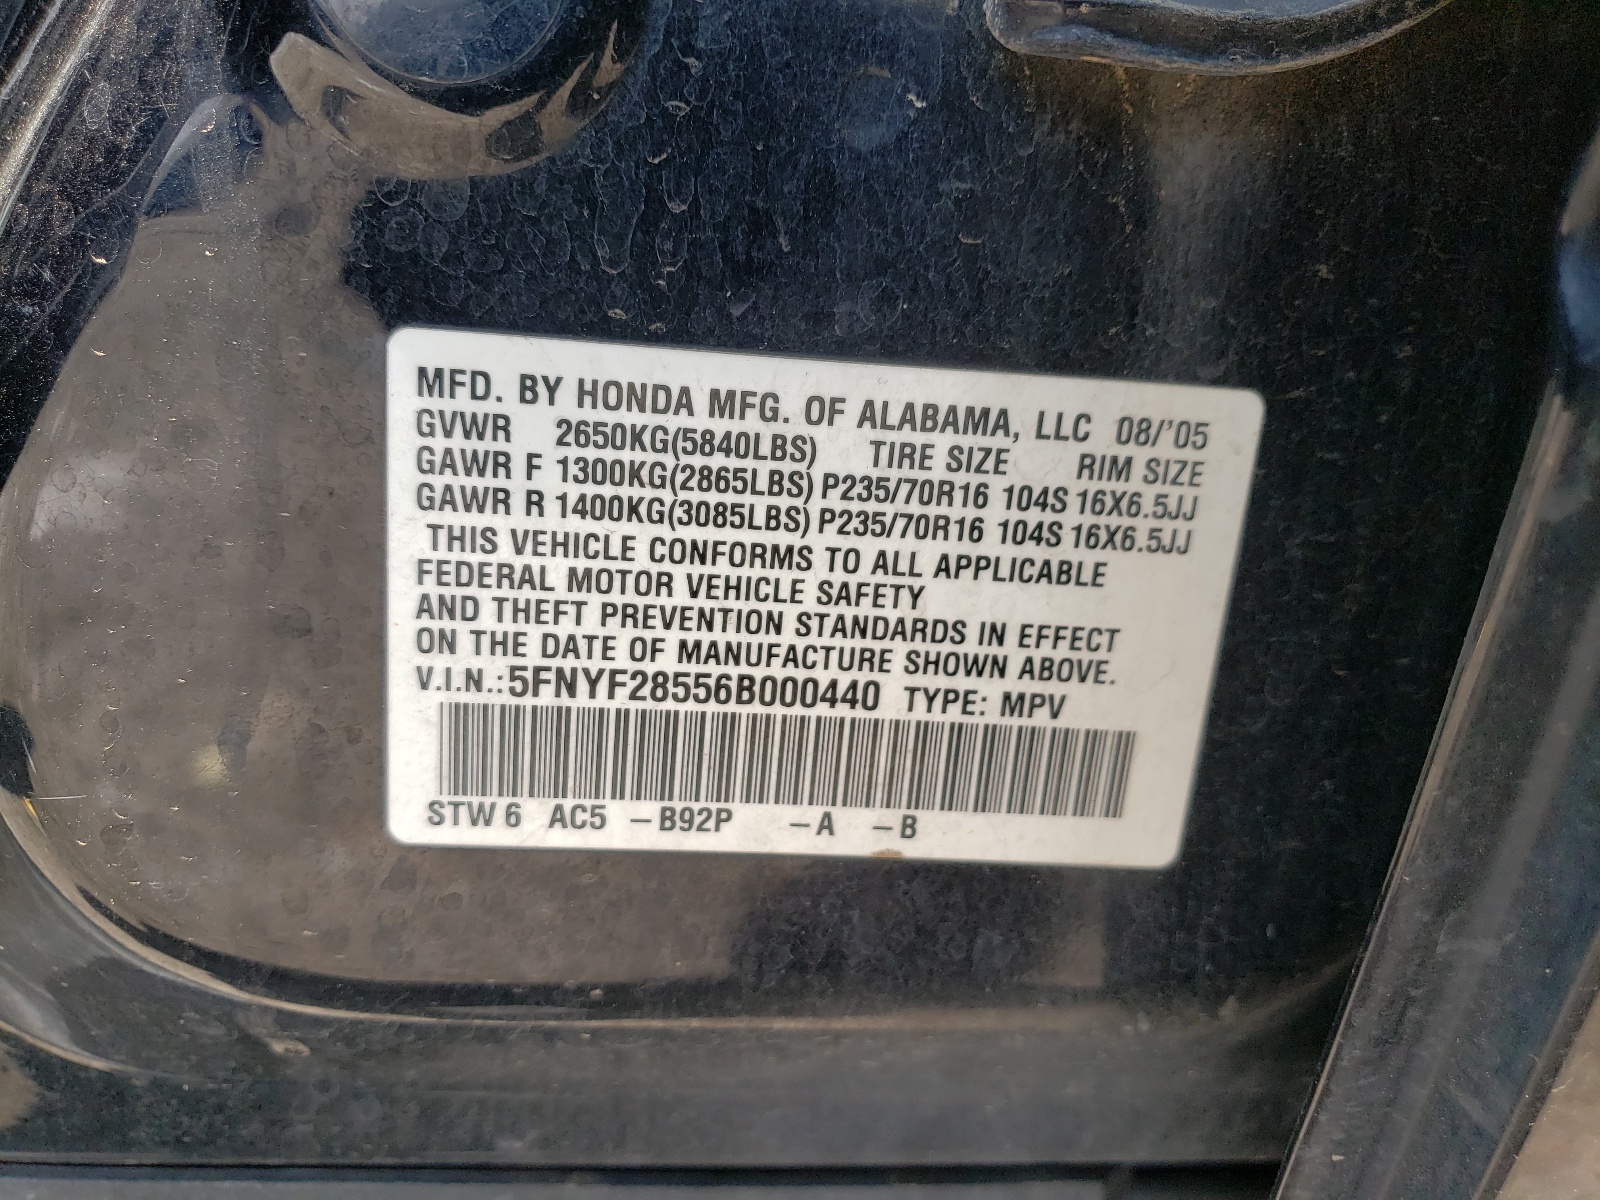 MFD. BY HONDA MFG. OF ALABAMA, LLC 08/'05
GVWR 2650KG(5840LBS) TIRE SIZE RIM SIZE
GAWR F 1300KG(2865LBS) P235/70R16 104S 16X6.5JJ
GAWR R 1400KG(3085LBS) P235/70R16 104S 16X6.5JJ
THIS VEHICLE CONFORMS TO ALL APPLICABLE
FEDERAL MOTOR VEHICLE SAFETY
AND THEFT PREVENTION STANDARDS IN EFFECT
ON THE DATE OF MANUFACTURE SHOWN ABOVE.
V.I.N.: 5FNYF28556B000440 TYPE: MPV
STW 6 AC5 -B92P -A -B